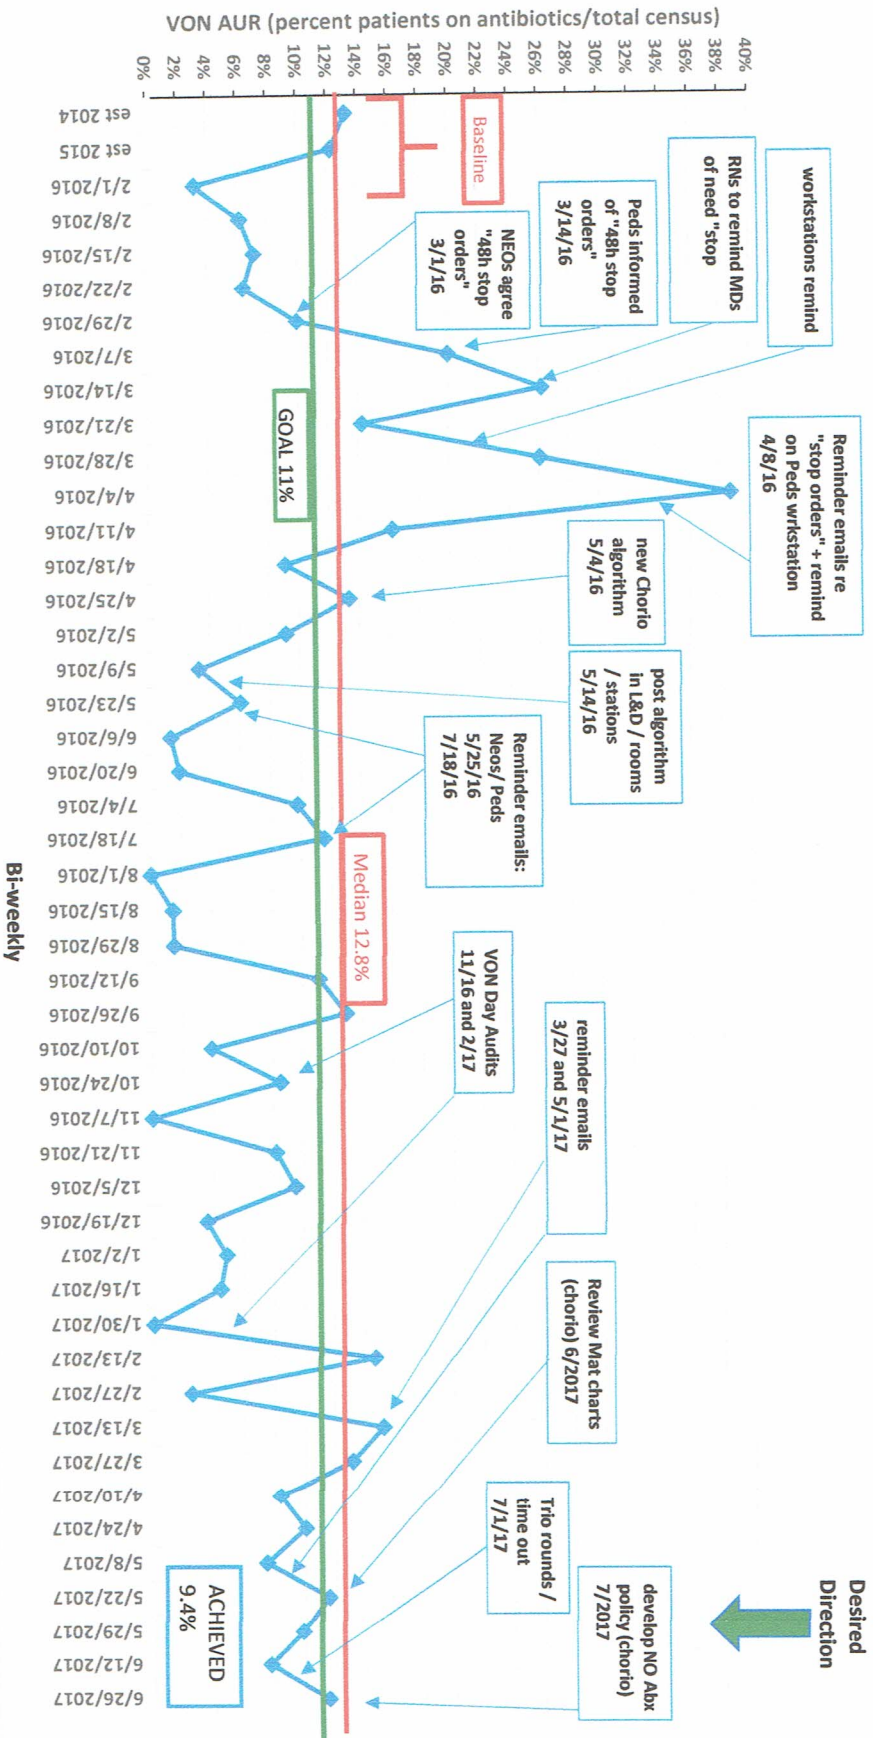 VON AUR (percent patients on antibiotics/total census)
40%
38%
36%
34%
32%
30%
28%
26%
24%
22%
20%
18%
16%
14%
12%
10%
8%
6%
4%
2%
0%
Baseline
workstations remind
RNs to remind MDs
of need "stop
Peds informed
of "48h stop
orders"
3/14/16
NEOs agree
"48h stop
orders"
3/1/16
GOAL 11%
Reminder emails re
"stop orders" + remind
on Peds wrkstation
4/8/16
new Chorio
algorithm
5/4/16
post algorithm
in L&D / rooms
/ stations
5/14/16
Reminder emails:
Neos/ Peds
5/25/16
7/18/16
Median 12.8%
VON Day Audits
11/16 and 2/17
reminder emails
3/27 and 5/1/17
Review Mat charts
(chorio) 6/2017
Trio rounds /
time out
7/1/17
develop NO Abx
policy (chorio)
7/2017
Desired
Direction
ACHIEVED
9.4%
est 2014
est 2015
2/1/2016
2/8/2016
2/15/2016
2/22/2016
2/29/2016
3/7/2016
3/14/2016
3/21/2016
3/28/2016
4/4/2016
4/11/2016
4/18/2016
4/25/2016
5/2/2016
5/9/2016
5/23/2016
6/6/2016
6/20/2016
7/4/2016
7/18/2016
8/1/2016
8/15/2016
8/29/2016
9/12/2016
9/26/2016
10/10/2016
10/24/2016
11/7/2016
11/21/2016
12/5/2016
12/19/2016
1/2/2017
1/16/2017
1/30/2017
2/13/2017
2/27/2017
3/13/2017
3/27/2017
4/10/2017
4/24/2017
5/8/2017
5/22/2017
5/29/2017
6/12/2017
6/26/2017
Bi-weekly